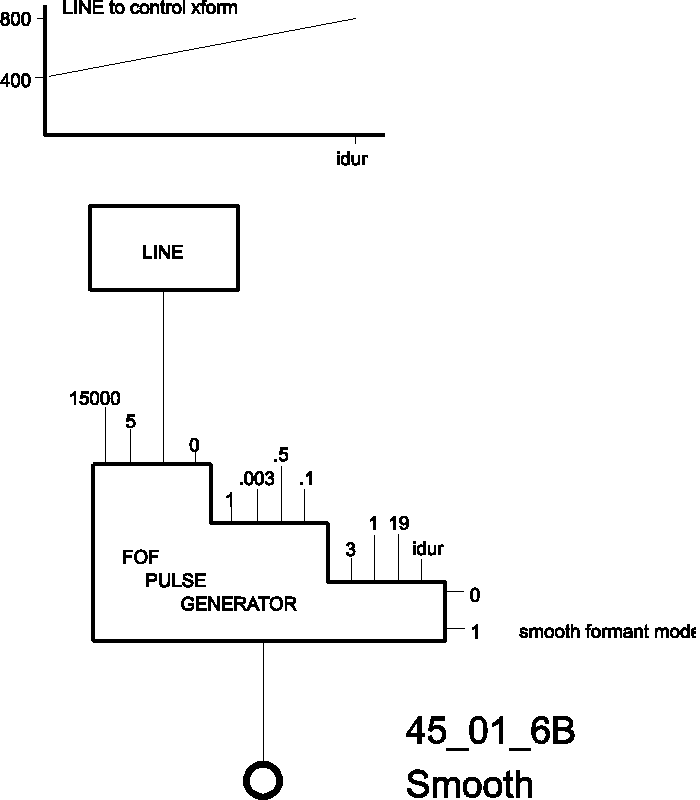 LINE to control xform
800
400
idur
LINE
15000
5
0
1
.003
.5
.1
3
1
19
idur
FOF
PULSE
GENERATOR
0
1
smooth formant mode
45_01_6B
Smooth